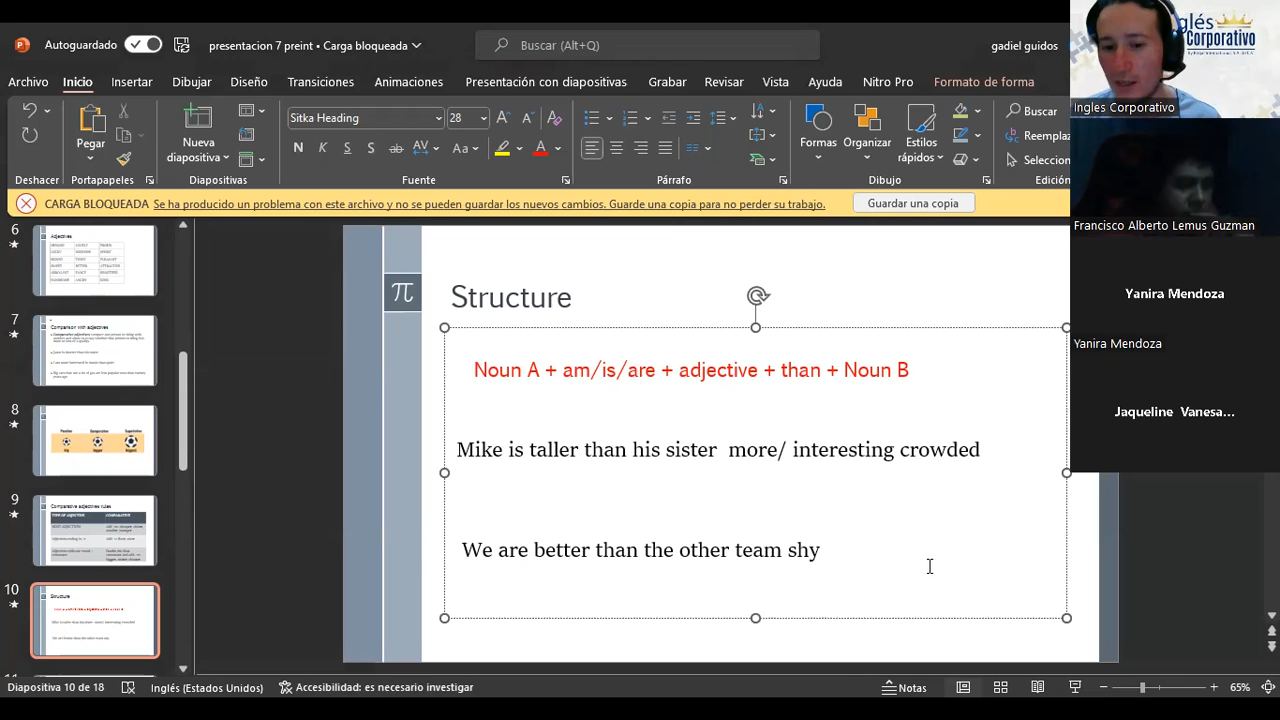 Autoguardado
presentacion 7 preint • Carga bloqueada
Buscar (Alt+Q)
gadiel guidos
Archivo Inicio Insertar Dibujar Diseño Transiciones Animaciones Presentación con diapositivas Grabar Revisar Vista Ayuda Nitro Pro Formato de forma
Pegar
Nueva diapositiva
Sitka Heading 28
Formas Organizar Estilos rápidos
Buscar
Reemplaz
Seleccion
Deshacer Portapapeles Diapositivas Fuente Párrafo Dibujo Edición
CARGA BLOQUEADA Se ha producido un problema con este archivo y no se pueden guardar los nuevos cambios. Guarde una copia para no perder su trabajo. Guardar una copia
6
Adjectives
7
Comparison with adjectives
8
9
Comparative adjectives rules
10
Structure
π
Structure
Noun A + am/is/are + adjective + than + Noun B
Mike is taller than his sister more/ interesting crowded
We are better than the other team shy
Diapositiva 10 de 18 Inglés (Estados Unidos) Accesibilidad: es necesario investigar Notas 65%
glés
Corporativo
Ingles Corporativo
Francisco Alberto Lemus Guzman
Yanira Mendoza
Yanira Mendoza
Jaqueline Vanesa...